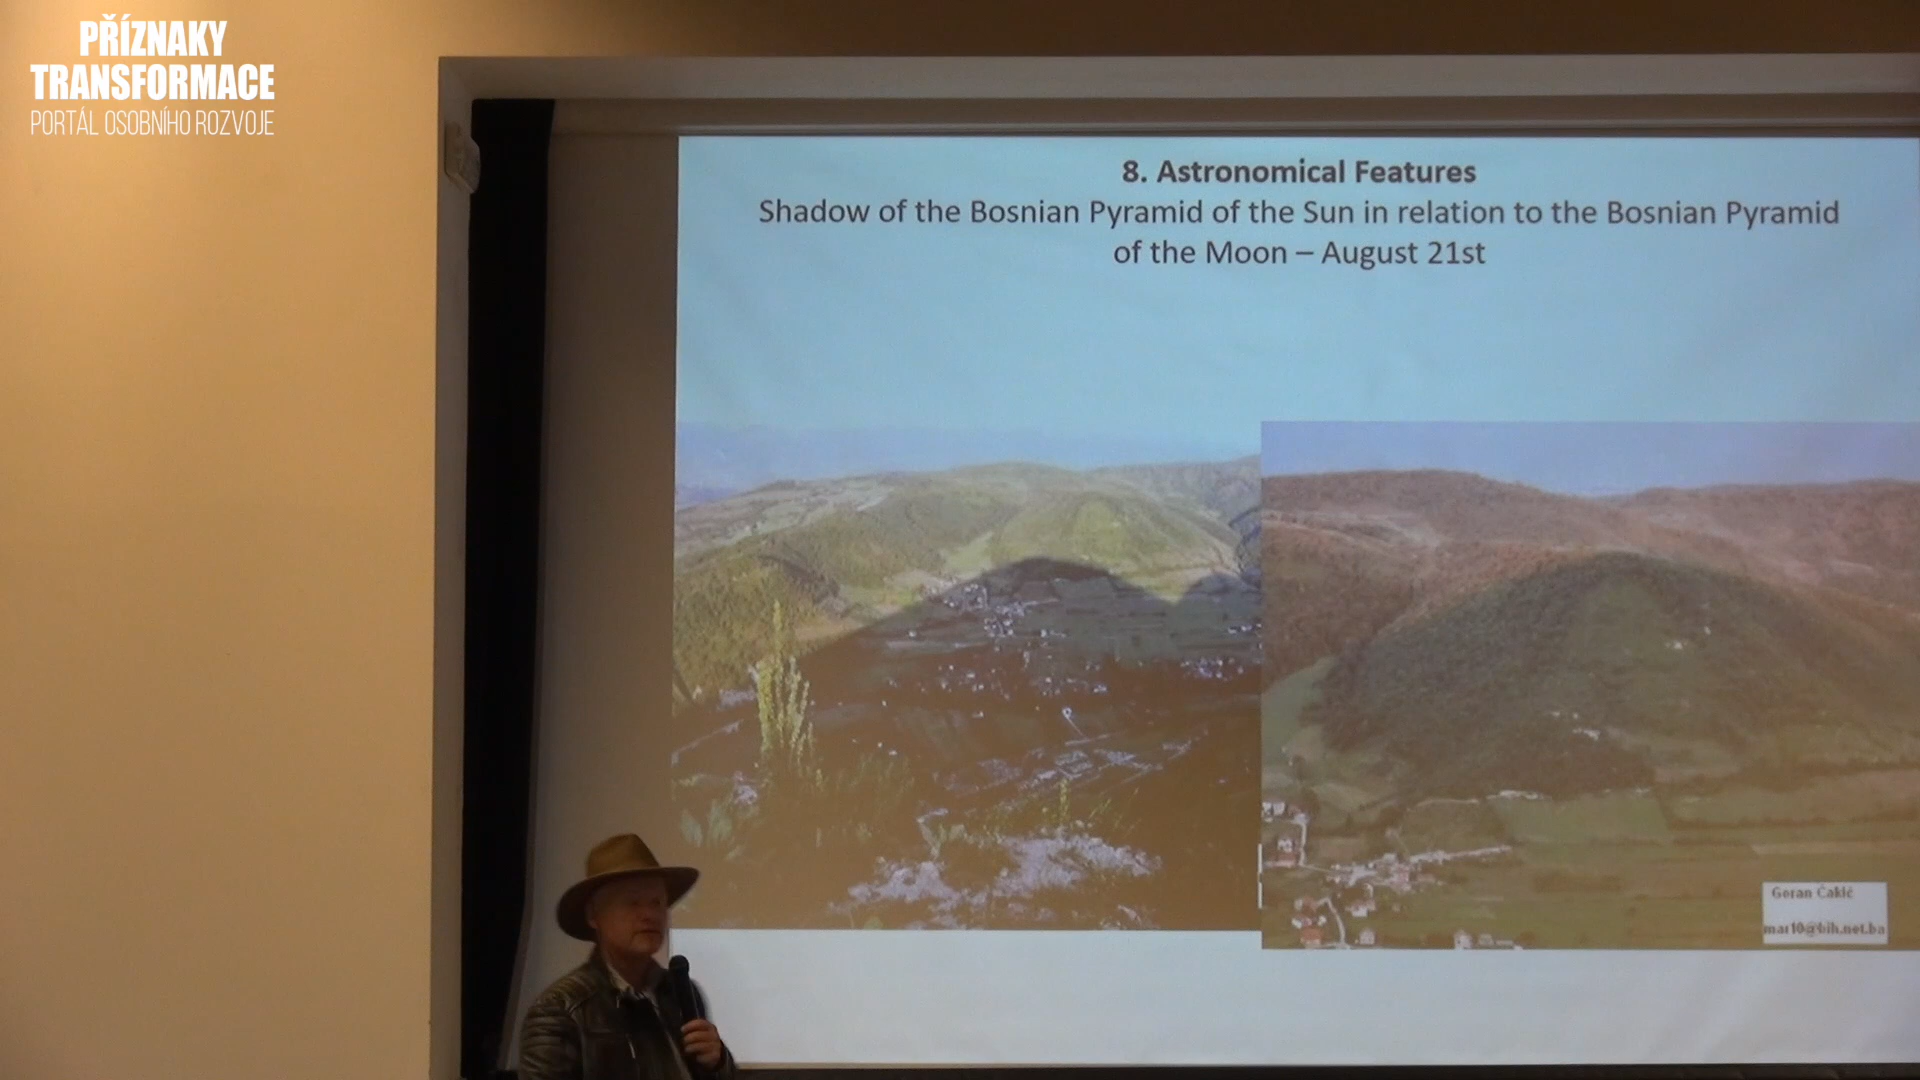 PŘÍZNAKY
TRANSFORMACE
PORTÁL OSOBNÍHO ROZVOJE
8. Astronomical Features
Shadow of the Bosnian Pyramid of the Sun in relation to the Bosnian Pyramid
of the Moon – August 21st
Goran Čakić
mar10@bih.net.ba